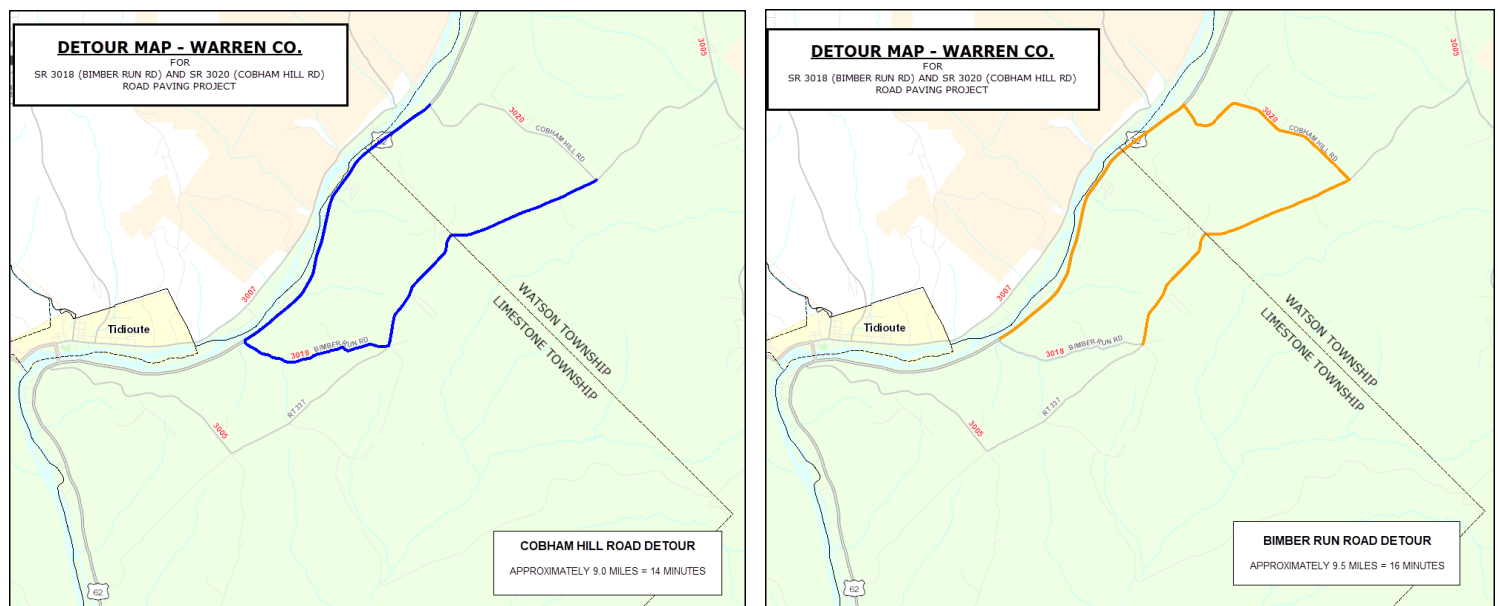 DETOUR MAP - WARREN CO.
FOR
SR 3018 (BIMBER RUN RD) AND SR 3020 (COBHAM HILL RD)
ROAD PAVING PROJECT
3005
3020
COBHAM HILL RD
3007
Tidioute
WATSON TOWNSHIP
LIMESTONE TOWNSHIP
3018
BIMBER RUN RD
RT 337
3005
62
COBHAM HILL ROAD DETOUR
APPROXIMATELY 9.0 MILES = 14 MINUTES
DETOUR MAP - WARREN CO.
FOR
SR 3018 (BIMBER RUN RD) AND SR 3020 (COBHAM HILL RD)
ROAD PAVING PROJECT
3005
3020
COBHAM HILL RD
3007
Tidioute
WATSON TOWNSHIP
LIMESTONE TOWNSHIP
3018
BIMBER RUN RD
RT 337
3005
62
BIMBER RUN ROAD DETOUR
APPROXIMATELY 9.5 MILES = 16 MINUTES